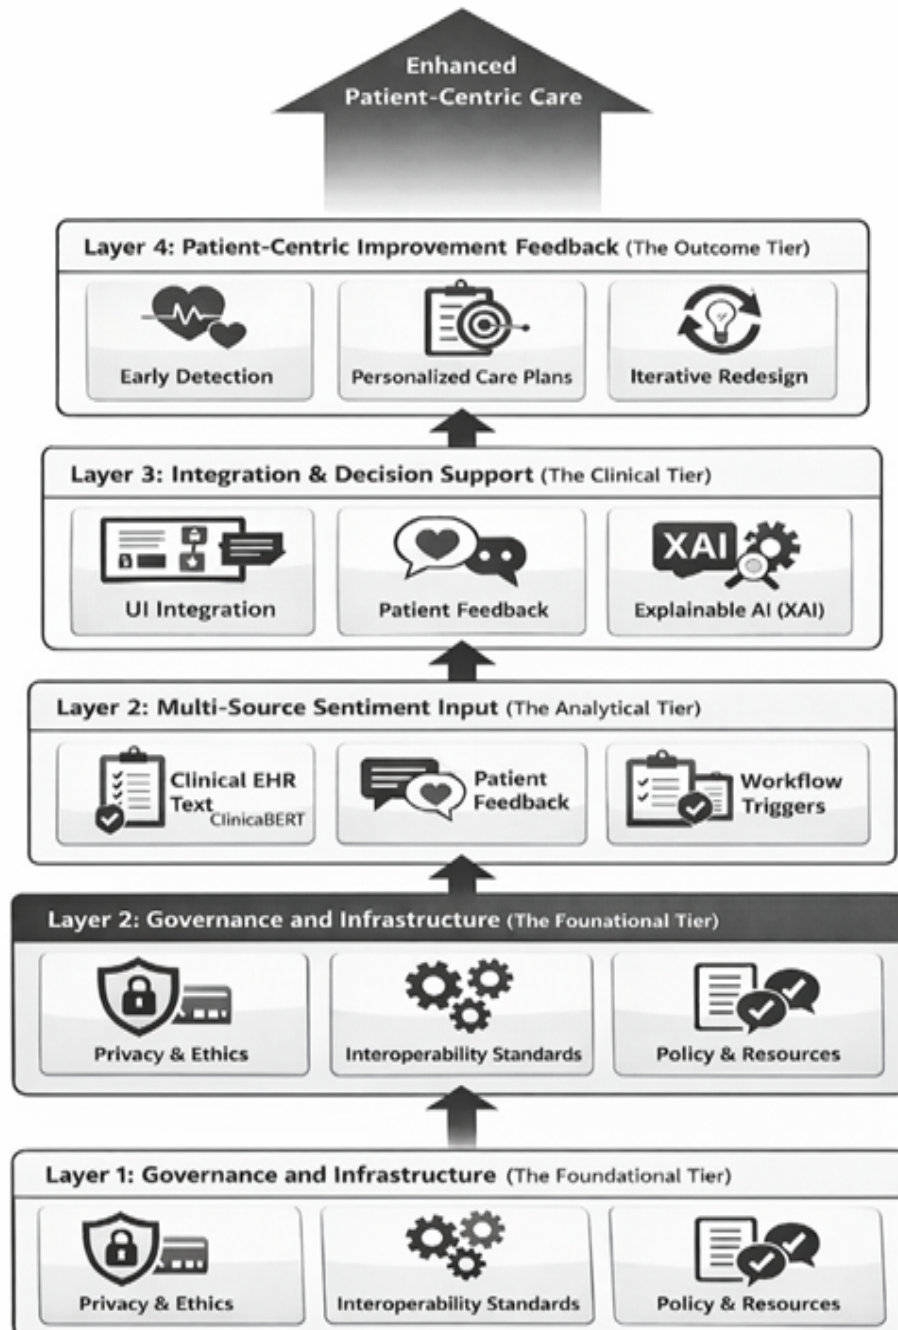 Enhanced
Patient-Centric Care
Layer 4: Patient-Centric Improvement Feedback (The Outcome Tier)
Early Detection
Personalized Care Plans
Iterative Redesign
Layer 3: Integration & Decision Support (The Clinical Tier)
UI Integration
Patient Feedback
XAI
Explainable AI (XAI)
Layer 2: Multi-Source Sentiment Input (The Analytical Tier)
Clinical EHR
Text
ClinicaBERT
Patient
Feedback
Workflow
Triggers
Layer 2: Governance and Infrastructure (The Founational Tier)
Privacy & Ethics
Interoperability Standards
Policy & Resources
Layer 1: Governance and Infrastructure (The Foundational Tier)
Privacy & Ethics
Interoperability Standards
Policy & Resources